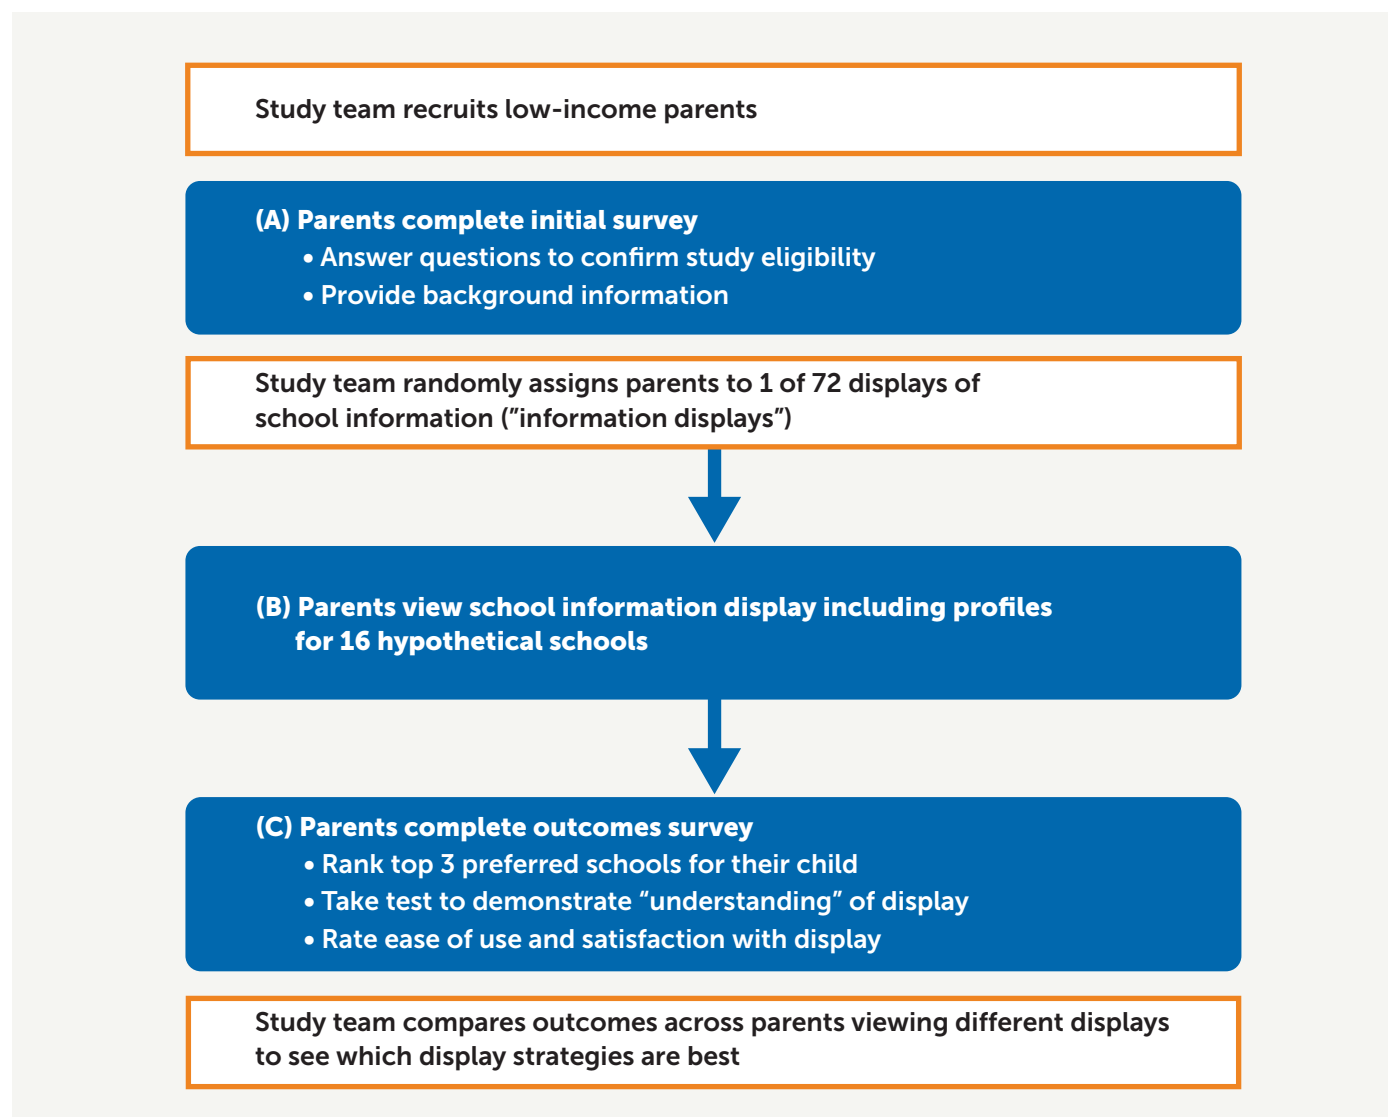 Study team recruits low-income parents
(A) Parents complete initial survey
• Answer questions to confirm study eligibility
• Provide background information
Study team randomly assigns parents to 1 of 72 displays of
school information (”information displays”)
(B) Parents view school information display including profiles
for 16 hypothetical schools
(C) Parents complete outcomes survey
• Rank top 3 preferred schools for their child
• Take test to demonstrate “understanding” of display
• Rate ease of use and satisfaction with display
Study team compares outcomes across parents viewing different displays
to see which display strategies are best